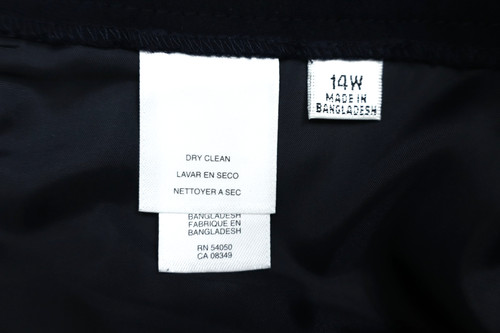 14W
MADE IN
BANGLADESH
DRY CLEAN
LAVAR EN SECO
NETTOYER A SEC
BANGLADESH
FABRIQUE EN
BANGLADESH
RN 54050
CA 08349